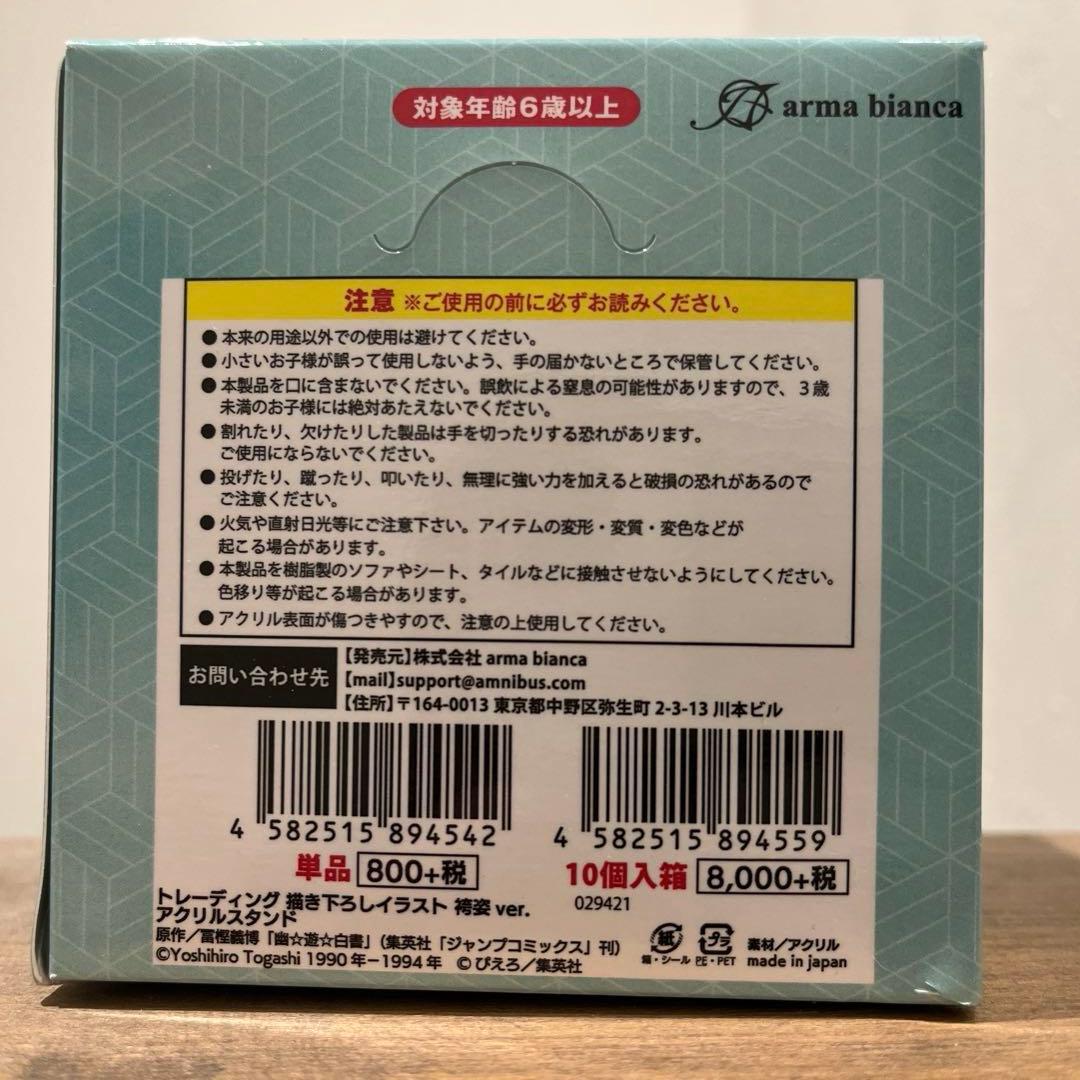 対象年齢6歳以上
arma bianca
注意 ※ご使用の前に必ずお読みください。
●本来の用途以外での使用は避けてください。
●小さいお子様が誤って使用しないよう、手の届かないところで保管してください。
●本製品を口に含まないでください。誤飲による窒息の可能性がありますので、3歳
未満のお子様には絶対あたえないでください。
●割れたり、欠けたりした製品は手を切ったりする恐れがあります。
ご使用にならないでください。
●投げたり、蹴ったり、叩いたり、無理に強い力を加えると破損の恐れがあるので
ご注意ください。
●火気や直射日光等にご注意下さい。アイテムの変形・変質・変色などが
起こる場合があります。
●本製品を樹脂製のソファやシート、タイルなどに接触させないようにしてください。
色移り等が起こる場合があります。
●アクリル表面が傷つきやすので、注意の上使用してください。
お問い合わせ先
【発売元】株式会社 arma bianca
【mail】support@amnibus.com
【住所】〒164-0013 東京都中野区弥生町 2-3-13 川本ビル
4 582515 894542
4 582515 894559
単品 800+税
10個入箱 8,000+税
029421
トレーディング 描き下ろしイラスト 袴姿 ver.
アクリルスタンド
原作／冨樫義博「幽☆遊☆白書」（集英社「ジャンプコミックス」刊）
©Yoshihiro Togashi 1990年－1994年 ©ぴえろ／集英社
紙
箱・シール
プラ
PE・PET
素材／アクリル
made in japan